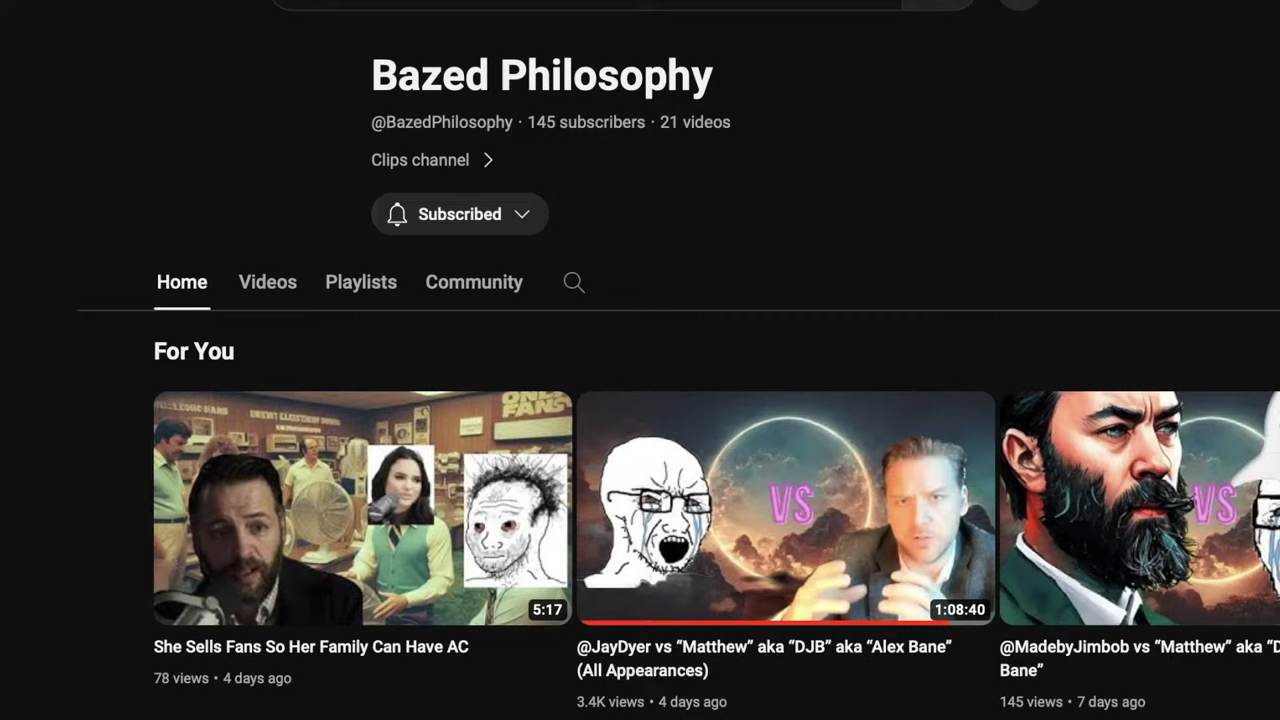 Bazed Philosophy
@BazedPhilosophy · 145 subscribers · 21 videos
Clips channel
Subscribed
Home Videos Playlists Community
For You
ONLY
FANS
VS
VS
5:17
1:08:40
She Sells Fans So Her Family Can Have AC
78 views • 4 days ago
@JayDyer vs “Matthew” aka “DJB” aka “Alex Bane”
(All Appearances)
3.4K views • 4 days ago
@MadebyJimbob vs “Matthew” aka “D
Bane”
145 views • 7 days ago